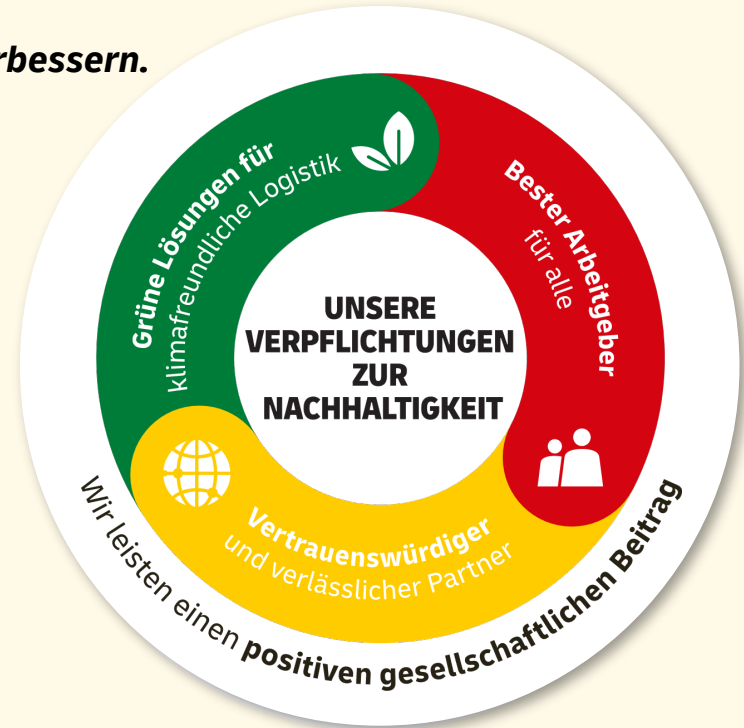 rbessern.
Grüne Lösungen für
klimafreundliche Logistik
Bester Arbeitgeber
für alle
UNSERE
VERPFLICHTUNGEN
ZUR
NACHHALTIGKEIT
Vertrauenswürdiger
und verlässlicher Partner
Wir leisten einen positiven gesellschaftlichen Beitrag